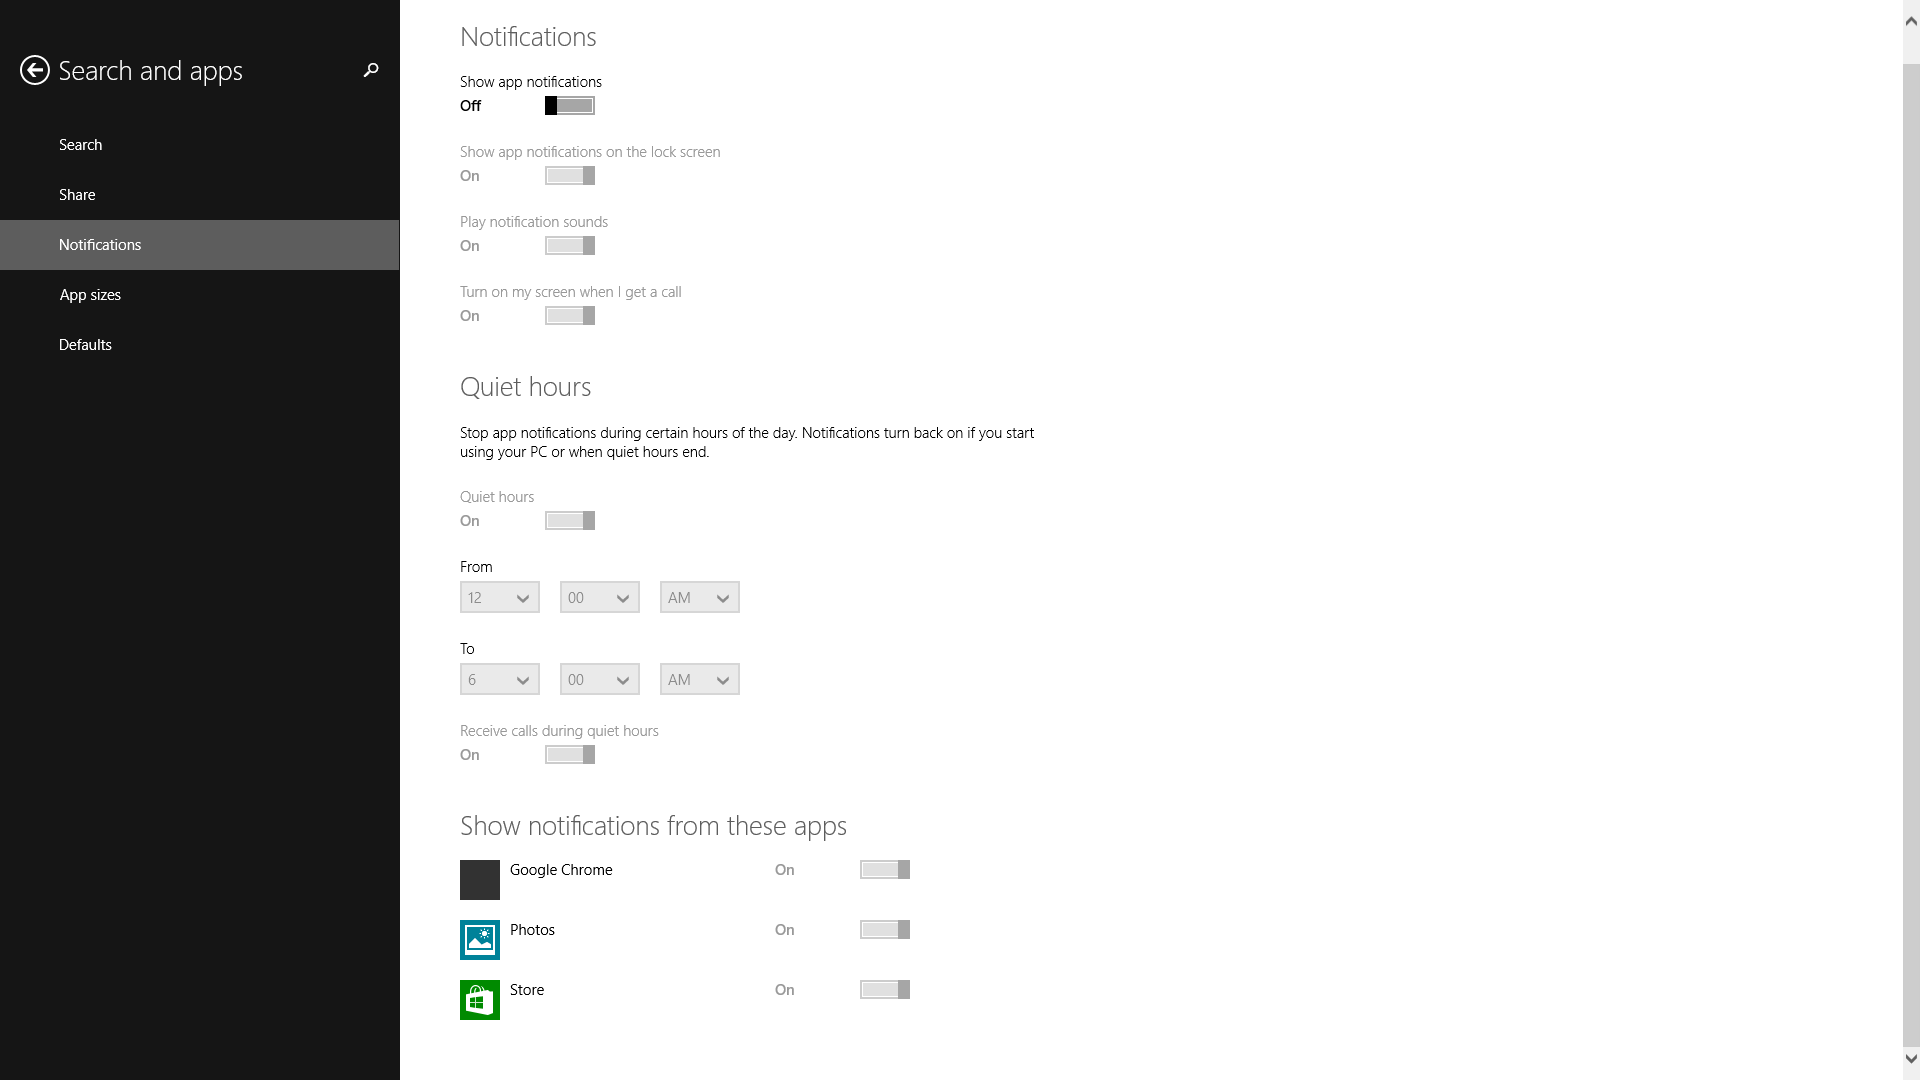 Search and apps
Search
Share
Notifications
App sizes
Defaults
Notifications
Show app notifications
Off
Show app notifications on the lock screen
On
Play notification sounds
On
Turn on my screen when I get a call
On
Quiet hours
Stop app notifications during certain hours of the day. Notifications turn back on if you start
using your PC or when quiet hours end.
Quiet hours
On
From
12 00 AM
To
6 00 AM
Receive calls during quiet hours
On
Show notifications from these apps
Google Chrome On
Photos On
Store On